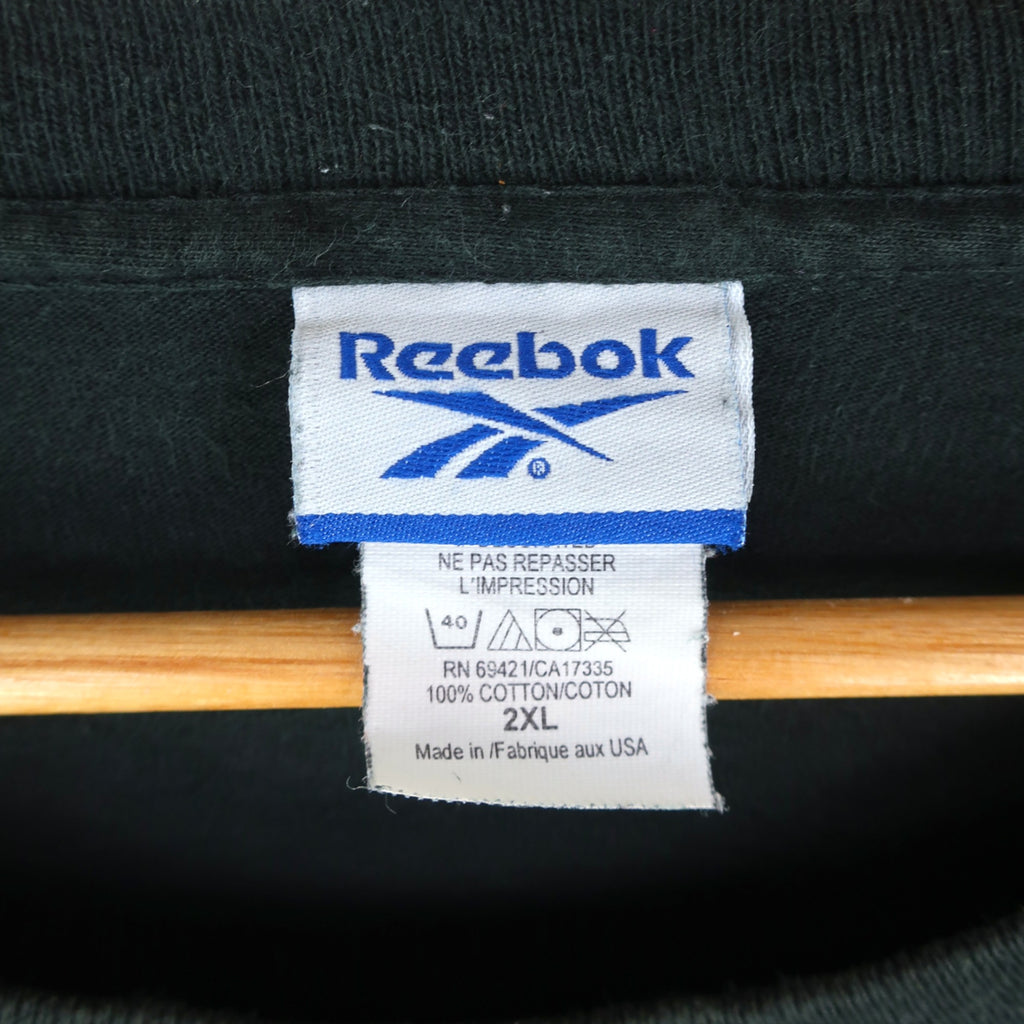 Reebok
®
NE PAS REPASSER
L'IMPRESSION
40
RN 69421/CA17335
100% COTTON/COTON
2XL
Made in /Fabrique aux USA